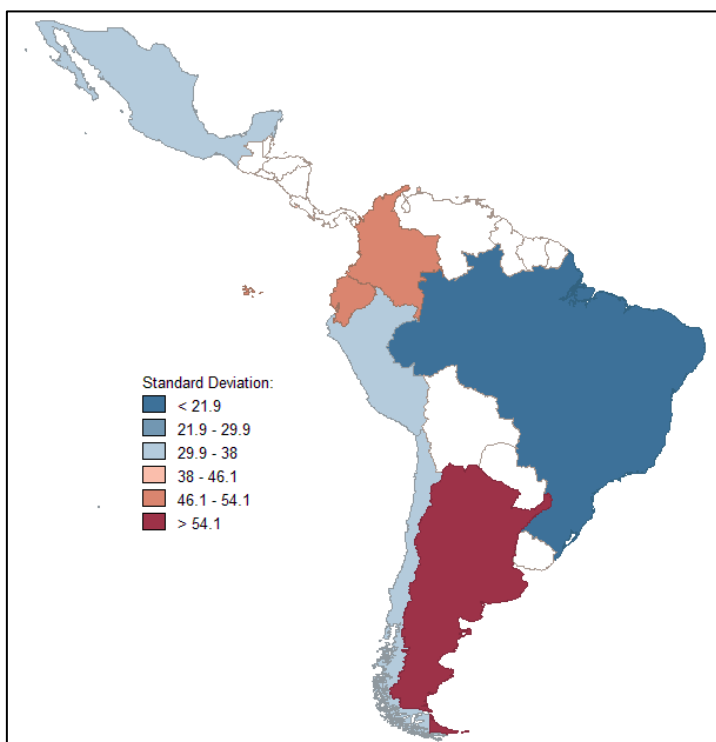 Standard Deviation:
< 21.9
21.9 - 29.9
29.9 - 38
38 - 46.1
46.1 - 54.1
> 54.1